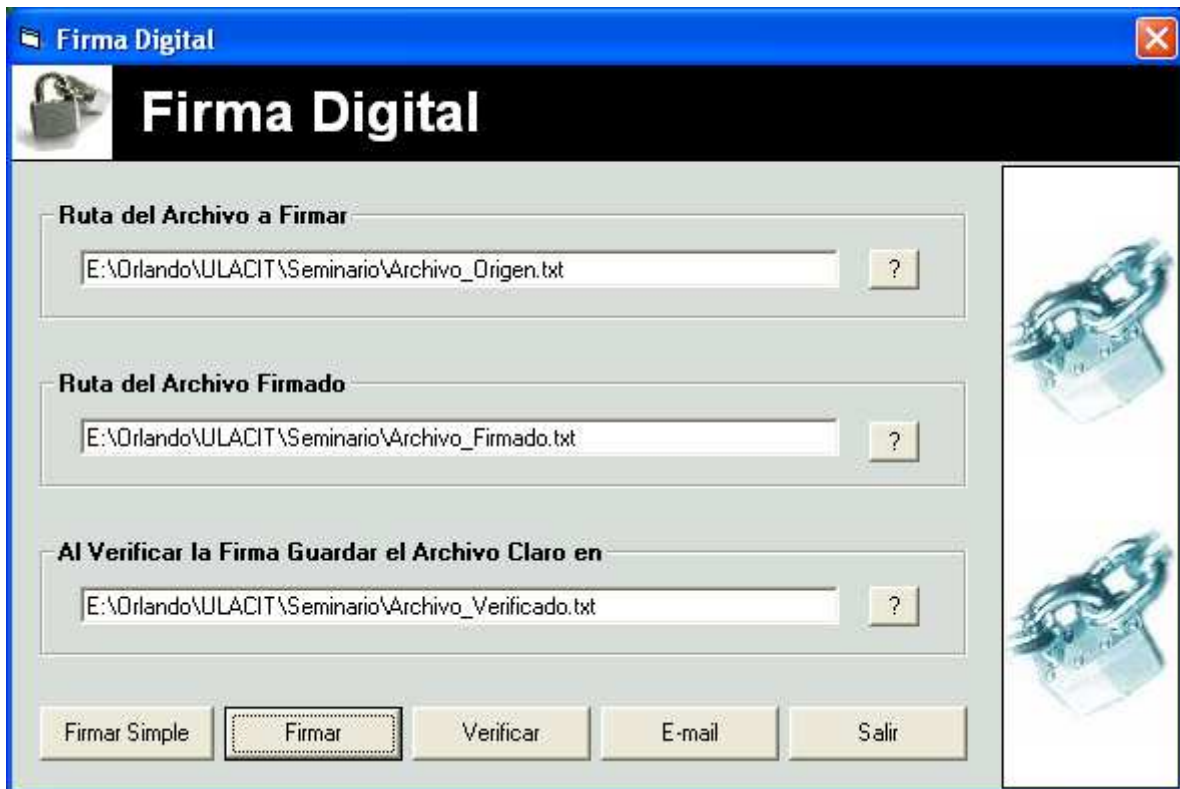 Firma Digital
Firma Digital
Ruta del Archivo a Firmar
E:\Orlando\ULACIT\Seminario\Archivo_Origen.txt
?
Ruta del Archivo Firmado
E:\Orlando\ULACIT\Seminario\Archivo_Firmado.txt
?
Al Verificar la Firma Guardar el Archivo Claro en
E:\Orlando\ULACIT\Seminario\Archivo_Verificado.txt
?
Firmar Simple Firmar Verificar E-mail Salir